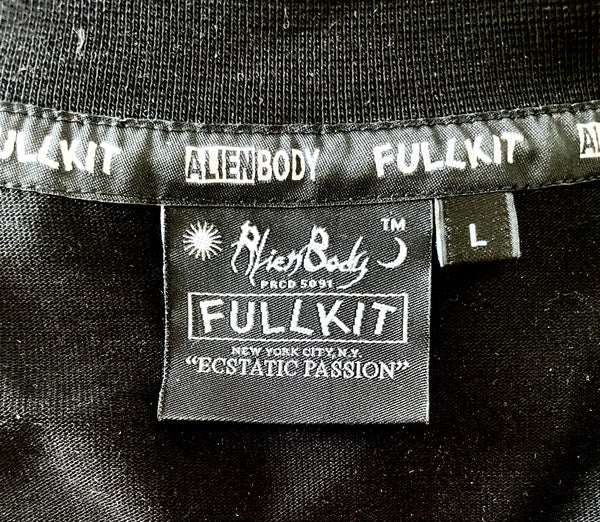 FULLKIT ALIENBODY FULLKIT
AlienBody TM
PRCD 5091
FULLKIT
NEW YORK CITY, N.Y.
“ECSTATIC PASSION”
L